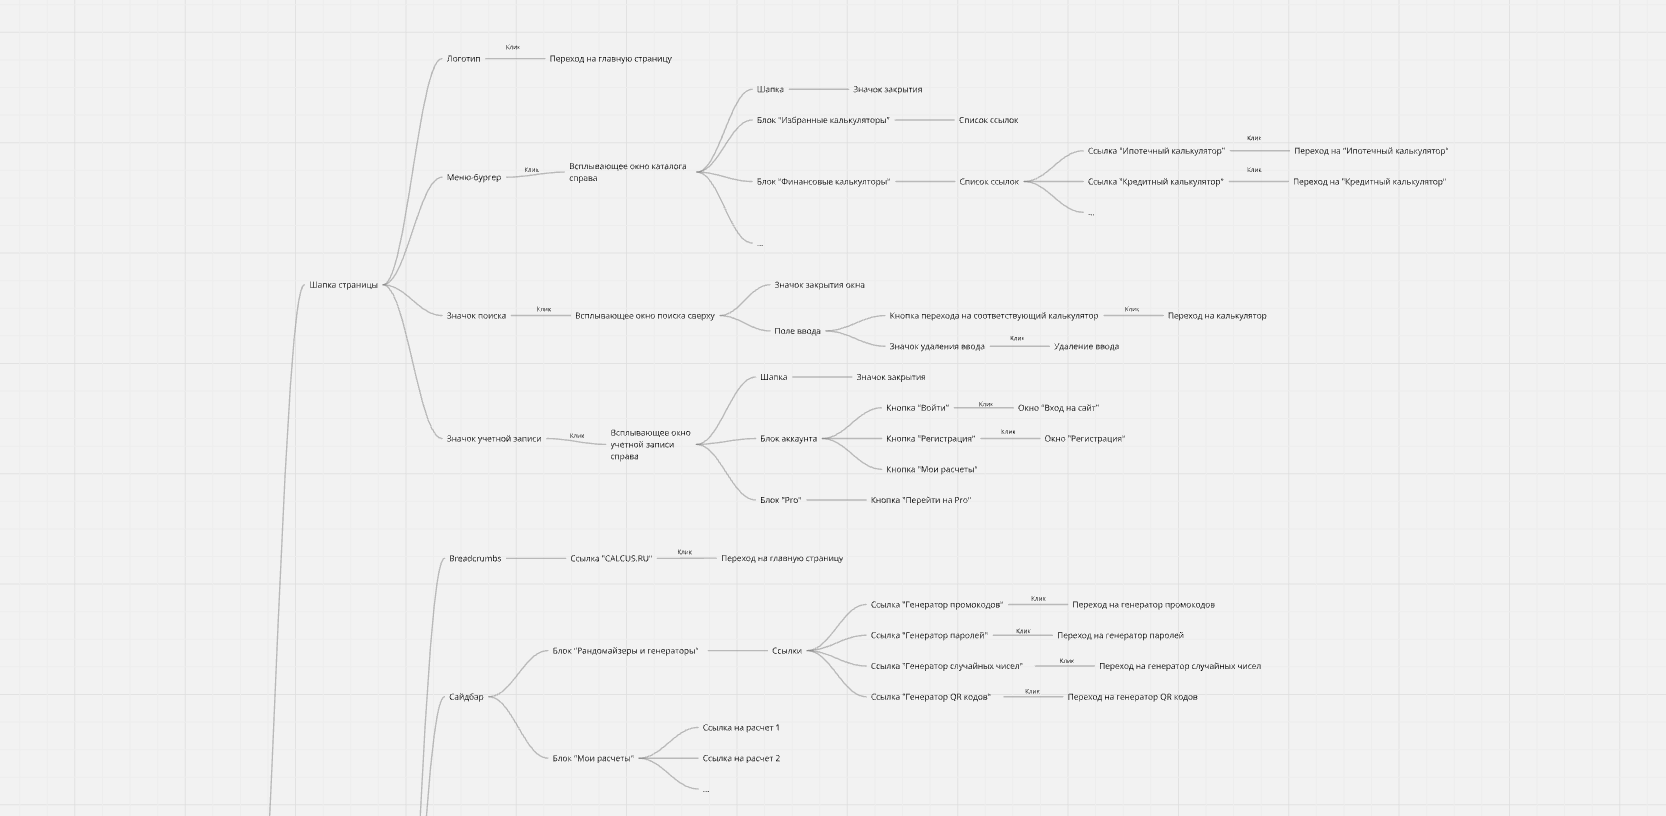 Клик
Логотип
Переход на главную страницу
Шапка
Значок закрытия
Блок "Избранные калькуляторы"
Список ссылок
Клик
Ссылка "Ипотечный калькулятор"
Переход на "Ипотечный калькулятор"
Меню бургер
Клик
Всплывающее окно каталога
справа
Блок "Финансовые калькулторы"
Список ссылок
Клик
Ссылка "Кредитный калькулятор"
Переход на "Кредитный калькулятор"
...
...
Шапка страницы
Значок закрытия окна
Значок поиска
Клик
Всплывающее окно поиска сверху
Поле ввода
Кнопка перехода на соответствующий калькулятор
Клик
Переход на калькулятор
Значок удаления ввода
Клик
Удаление ввода
Шапка
Значок закрытия
Значок учетной записи
Клик
Всплывающее окно
учетной записи
справа
Блок аккаунта
Кнопка "Войти"
Клик
Окно "Вход на сайт"
Кнопка "Регистрация"
Клик
Окно "Регистрация"
Кнопка "Мои расчеты"
Блок "Pro"
Кнопка "Перейти на Pro"
Breadcrumbs
Ссылка "CALCUS.RU"
Клик
Переход на главную страницу
Сайдбар
Блок "Рандомайзеры и генераторы"
Ссылки
Ссылка "Генератор промокодов"
Клик
Переход на генератор промокодов
Ссылка "Генератор паролей"
Клик
Переход на генератор паролей
Ссылка "Генератор случайных чисел"
Клик
Переход на генератор случайных чисел
Ссылка "Генератор QR кодов"
Клик
Переход на генератор QR кодов
Блок "Мои расчеты"
Ссылка на расчет 1
Ссылка на расчет 2
...